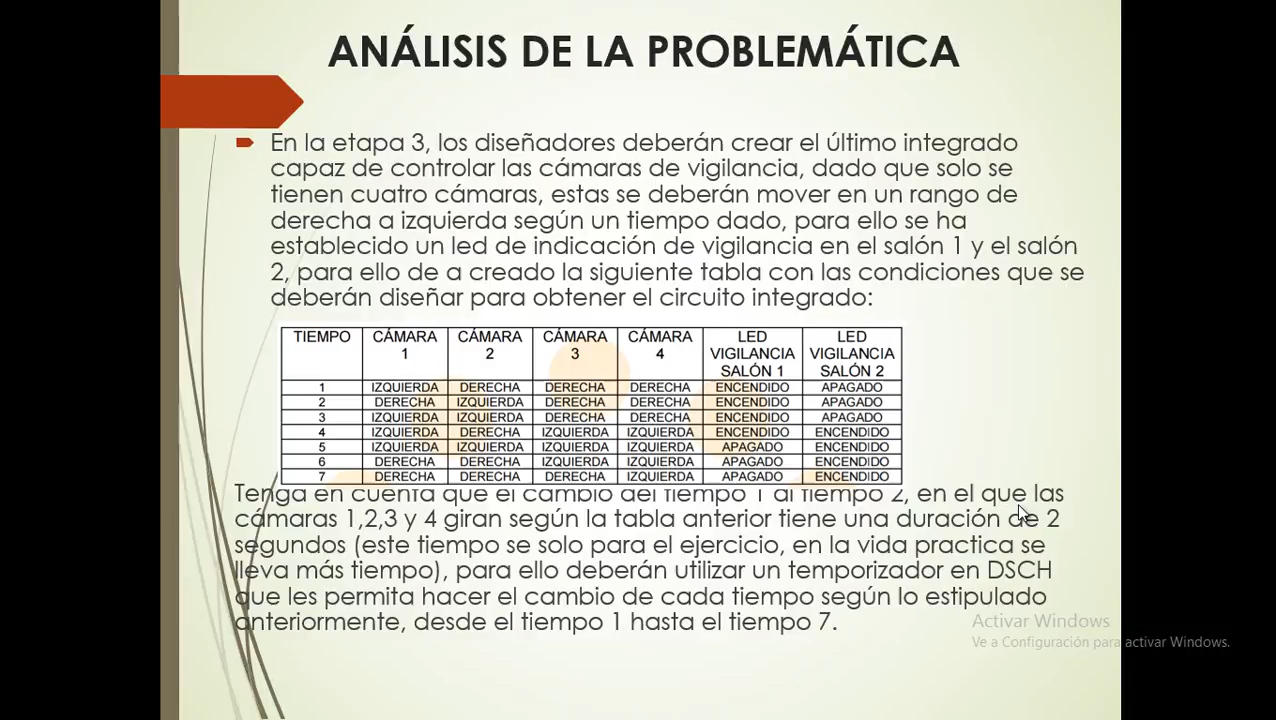 ANÁLISIS DE LA PROBLEMÁTICA
En la etapa 3, los diseñadores deberán crear el último integrado
capaz de controlar las cámaras de vigilancia, dado que solo se
tienen cuatro cámaras, estas se deberán mover en un rango de
derecha a izquierda según un tiempo dado, para ello se ha
establecido un led de indicación de vigilancia en el salón 1 y el salón
2, para ello de a creado la siguiente tabla con las condiciones que se
deberán diseñar para obtener el circuito integrado:
TIEMPO CÁMARA 1 CÁMARA 2 CÁMARA 3 CÁMARA 4 LED VIGILANCIA SALÓN 1 LED VIGILANCIA SALÓN 2
1 IZQUIERDA DERECHA DERECHA DERECHA ENCENDIDO APAGADO
2 DERECHA IZQUIERDA DERECHA DERECHA ENCENDIDO APAGADO
3 IZQUIERDA IZQUIERDA DERECHA DERECHA ENCENDIDO APAGADO
4 IZQUIERDA DERECHA IZQUIERDA IZQUIERDA ENCENDIDO ENCENDIDO
5 IZQUIERDA IZQUIERDA IZQUIERDA IZQUIERDA APAGADO ENCENDIDO
6 DERECHA DERECHA IZQUIERDA IZQUIERDA APAGADO ENCENDIDO
7 DERECHA DERECHA IZQUIERDA IZQUIERDA APAGADO ENCENDIDO
Tenga en cuenta que el cambio del tiempo 1 al tiempo 2, en el que las
cámaras 1,2,3 y 4 giran según la tabla anterior tiene una duración de 2
segundos (este tiempo se solo para el ejercicio, en la vida practica se
lleva más tiempo), para ello deberán utilizar un temporizador en DSCH
que les permita hacer el cambio de cada tiempo según lo estipulado
anteriormente, desde el tiempo 1 hasta el tiempo 7.
Activar Windows
Ve a Configuración para activar Windows.